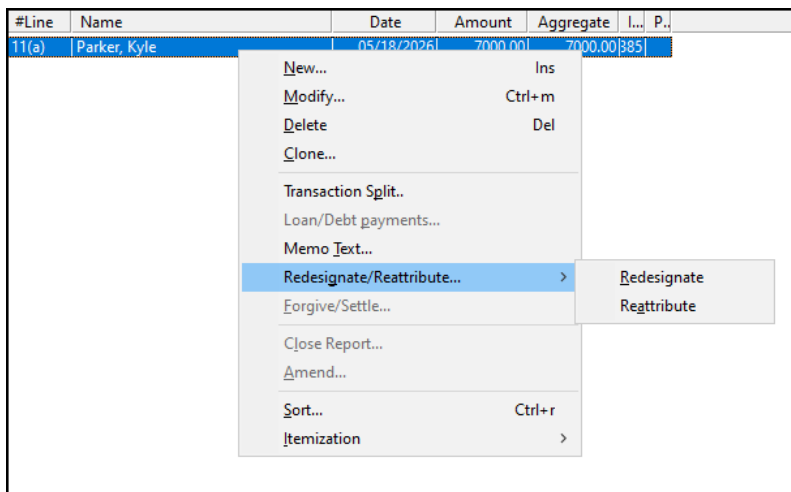 #Line Name Date Amount Aggregate I... P..
11(a) Parker, Kyle 05/18/2026 7000.00 7000.00 385
New... Ins
Modify... Ctrl+m
Delete Del
Clone...
Transaction Split..
Loan/Debt payments...
Memo Text...
Redesignate/Reattribute... >
Redesignate
Reattribute
Forgive/Settle...
Close Report...
Amend...
Sort... Ctrl+r
Itemization >